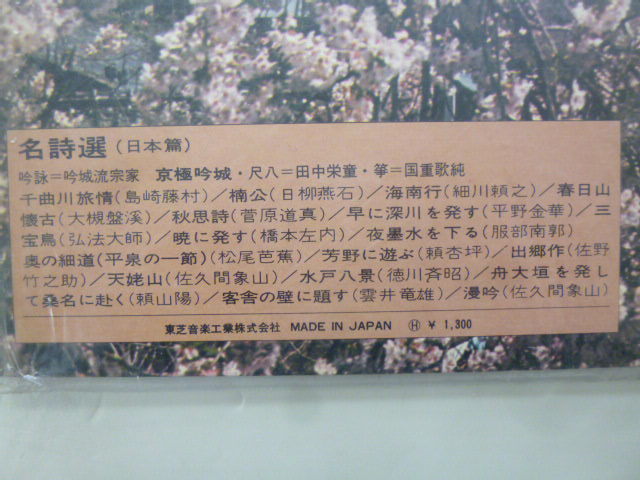 名詩選(日本篇)
吟詠＝吟城流宗家 京極吟城・尺八＝田中栄童・箏＝国重歌純
千曲川旅情(島崎藤村)／楠公(日柳燕石)／海南行(細川頼之)／春日山
懐古(大槻盤溪)／秋思詩(菅原道真)／早に深川を発す(平野金華)／三
宝鳥(弘法大師)／暁に発す(橋本左内)／夜墨水を下る(服部南郭)
奥の細道(平泉の一節)(松尾芭蕉)／芳野に遊ぶ(頼杏坪)／出郷作(佐野
竹之助)／天姥山(佐久間象山)／水戸八景(徳川斉昭)／舟大垣を発し
て桑名に赴く(頼山陽)／客舎の壁に題す(雲井竜雄)／漫吟(佐久間象山)
東芝音楽工業株式会社 MADE IN JAPAN Ⓗ ￥1,300